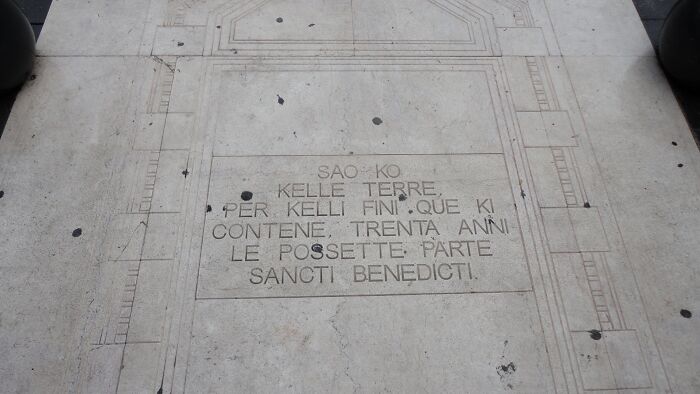 SAO KO
KELLE TERRE,
PER KELLI FINI QUE KI
CONTENE, TRENTA ANNI
LE POSSETTE PARTE
SANCTI BENEDICTI.